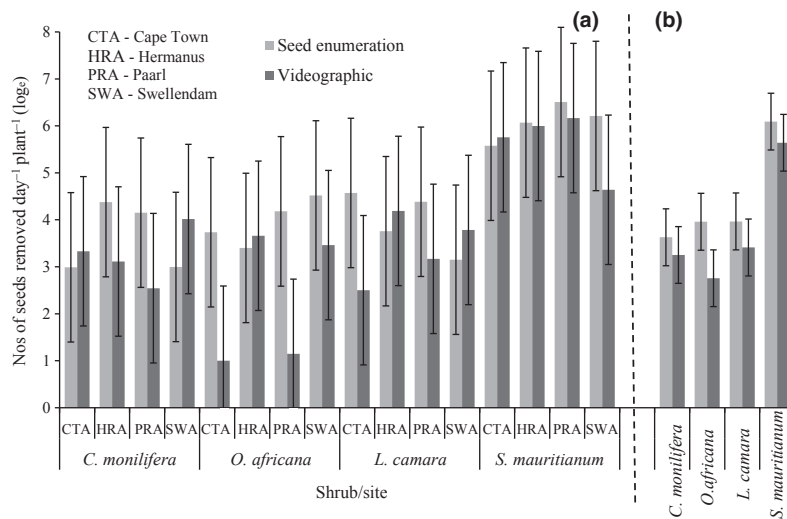 (a)
(b)
CTA - Cape Town
HRA - Hermanus
PRA - Paarl
SWA - Swellendam
Seed enumeration
Videographic
Nos of seeds removed day⁻¹ plant⁻¹ (logₑ)
8
7
6
5
4
3
2
1
0
CTA HRA PRA SWA CTA HRA PRA SWA CTA HRA PRA SWA CTA HRA PRA SWA
C. monilifera O. africana L. camara S. mauritianum
Shrub/site
C. monilifera
O.africana
L. camara
S. mauritianum